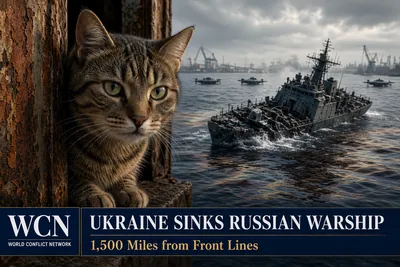 WCN
WORLD CONFLICT NETWORK
UKRAINE SINKS RUSSIAN WARSHIP
1,500 Miles from Front Lines